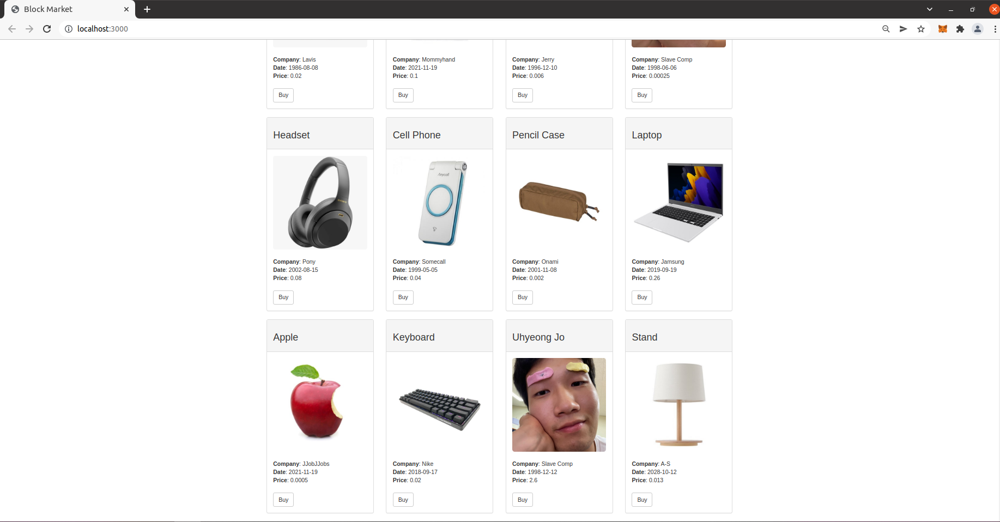 Block Market
localhost:3000
Company: Lavis
Date: 1986-08-08
Price: 0.02
Buy
Company: Mommyhand
Date: 2021-11-19
Price: 0.1
Buy
Company: Jerry
Date: 1996-12-10
Price: 0.006
Buy
Company: Slave Comp
Date: 1998-06-06
Price: 0.00025
Buy
Headset
SONY
Company: Pony
Date: 2002-08-15
Price: 0.08
Buy
Cell Phone
Anycall
Company: Somecall
Date: 1999-05-05
Price: 0.04
Buy
Pencil Case
Company: Onami
Date: 2001-11-08
Price: 0.002
Buy
Laptop
Company: Jamsung
Date: 2019-09-19
Price: 0.26
Buy
Apple
Company: JJobJJobs
Date: 2021-11-19
Price: 0.0005
Buy
Keyboard
Company: Nike
Date: 2018-09-17
Price: 0.02
Buy
Uhyeong Jo
Company: Slave Comp
Date: 1998-12-12
Price: 2.6
Buy
Stand
Company: A-S
Date: 2028-10-12
Price: 0.013
Buy